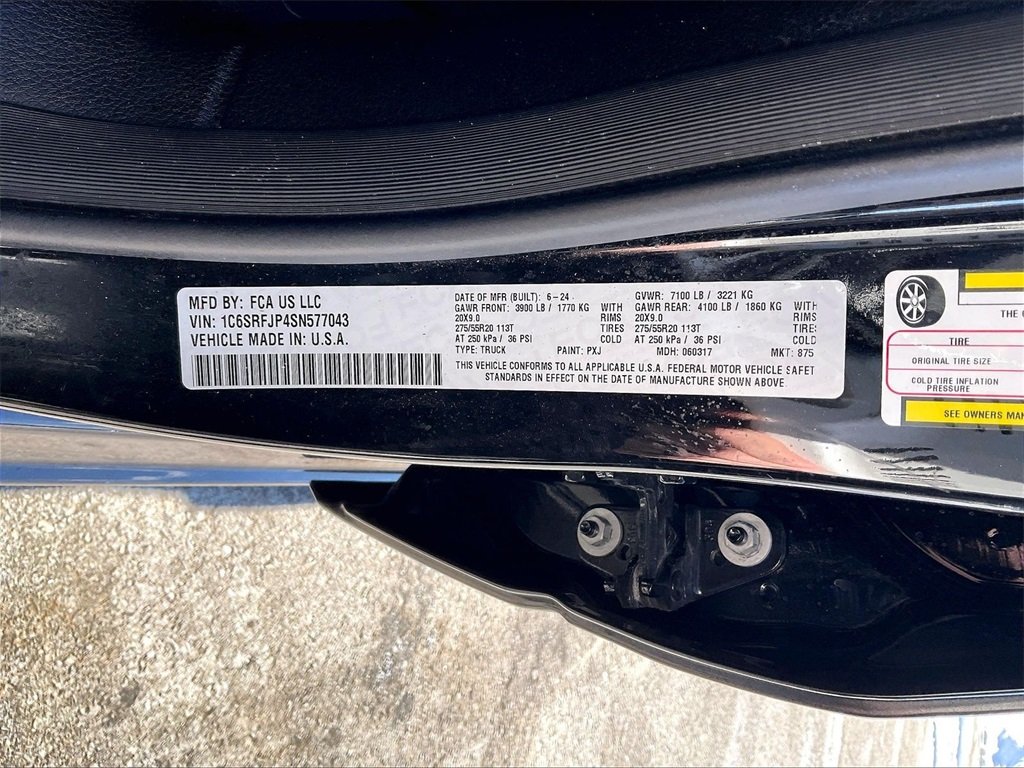 MFD BY: FCA US LLC
VIN: 1C6SRFJP4SN577043
VEHICLE MADE IN: U.S.A.
DATE OF MFR (BUILT): 6-24
GAWR FRONT: 3900 LB / 1770 KG WITH
20X9.0 RIMS
275/55R20 113T TIRES
AT 250 kPa / 36 PSI COLD
TYPE: TRUCK PAINT: PXJ
GVWR: 7100 LB / 3221 KG
GAWR REAR: 4100 LB / 1860 KG WITH
20X9.0 RIMS
275/55R20 113T TIRES
AT 250 kPa / 36 PSI COLD
MDH: 060317 MKT: 875
THIS VEHICLE CONFORMS TO ALL APPLICABLE U.S.A. FEDERAL MOTOR VEHICLE SAFET
STANDARDS IN EFFECT ON THE DATE OF MANUFACTURE SHOWN ABOVE.
THE
TIRE
ORIGINAL TIRE SIZE
COLD TIRE INFLATION
PRESSURE
SEE OWNERS MAN